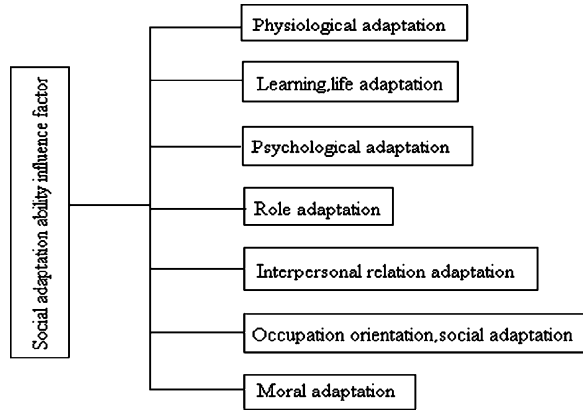 Social adaptation ability influence factor
Physiological adaptation
Learning,life adaptation
Psychological adaptation
Role adaptation
Interpersonal relation adaptation
Occupation orientation,social adaptation
Moral adaptation